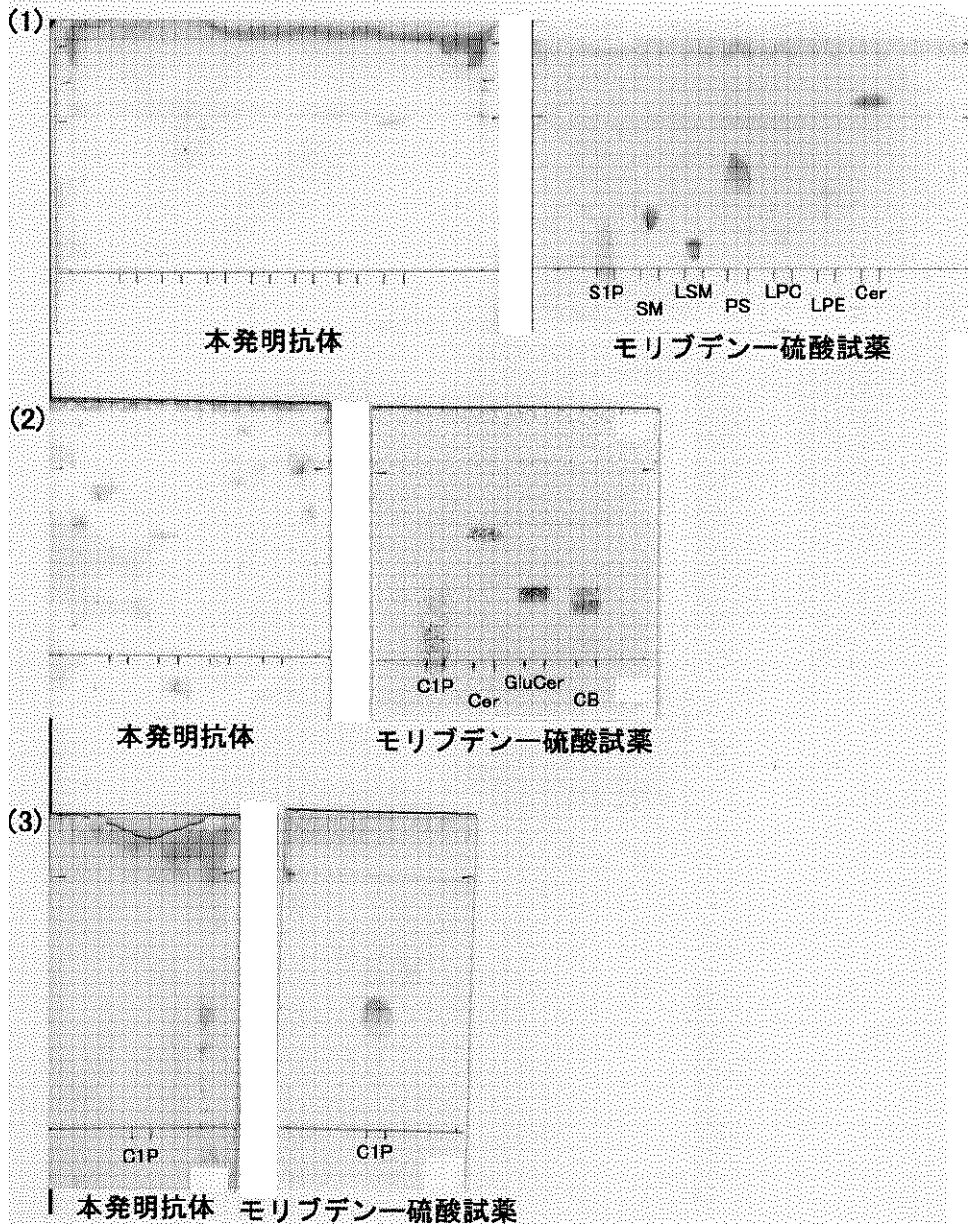 (1)
S1P SM LSM PS LPC LPE Cer
本発明抗体 モリブデン－硫酸試薬
(2)
C1P Cer GluCer CB
本発明抗体 モリブデン－硫酸試薬
(3)
C1P C1P
本発明抗体 モリブデン－硫酸試薬